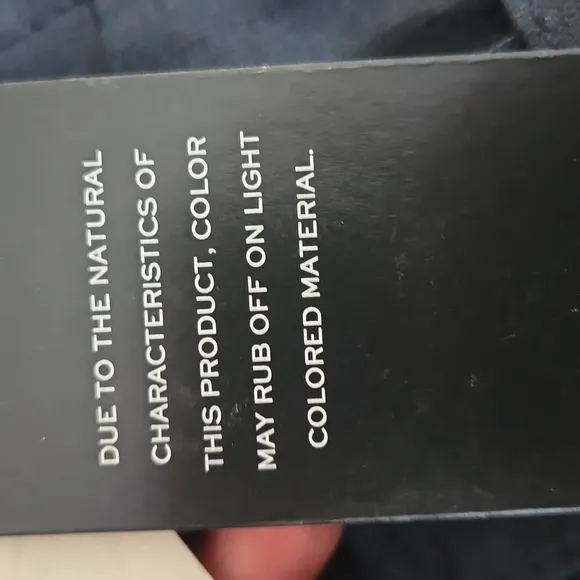 DUE TO THE NATURAL
CHARACTERISTICS OF
THIS PRODUCT, COLOR
MAY RUB OFF ON LIGHT
COLORED MATERIAL.